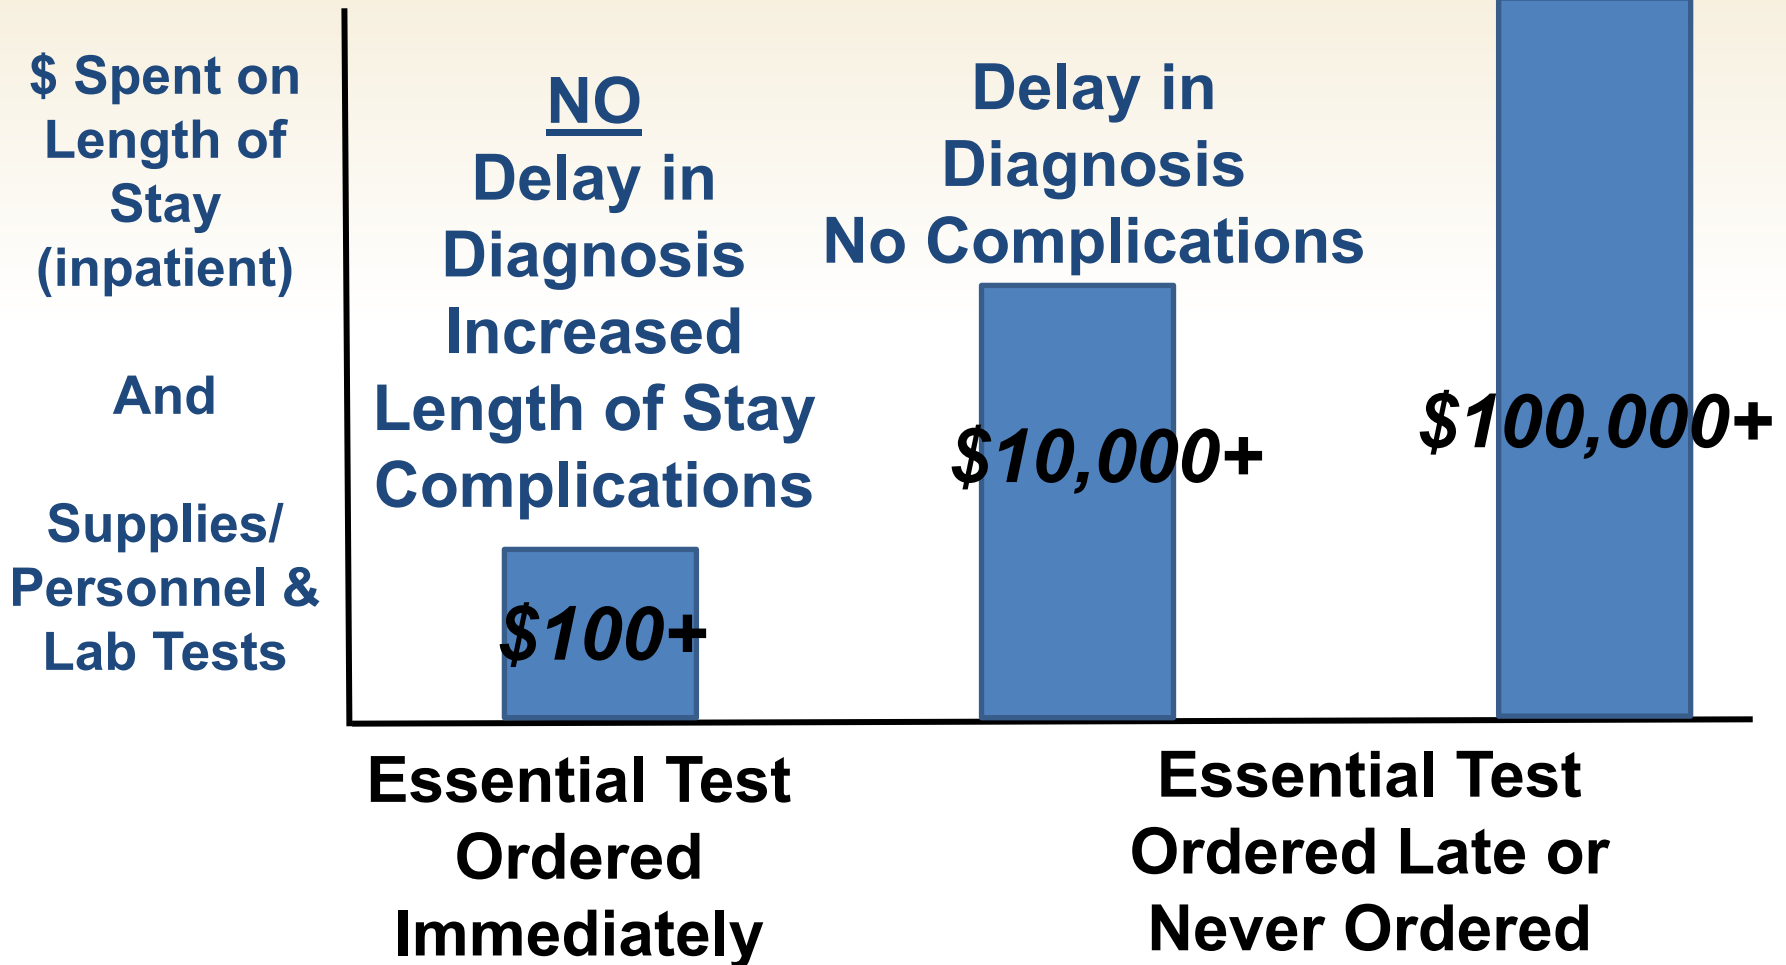 $ Spent on
Length of
Stay
(inpatient)
And
Supplies/
Personnel &
Lab Tests
NO
Delay in
Diagnosis
Increased
Length of Stay
Complications
$100+
Delay in
Diagnosis
No Complications
$10,000+
$100,000+
Essential Test
Ordered
Immediately
Essential Test
Ordered Late or
Never Ordered